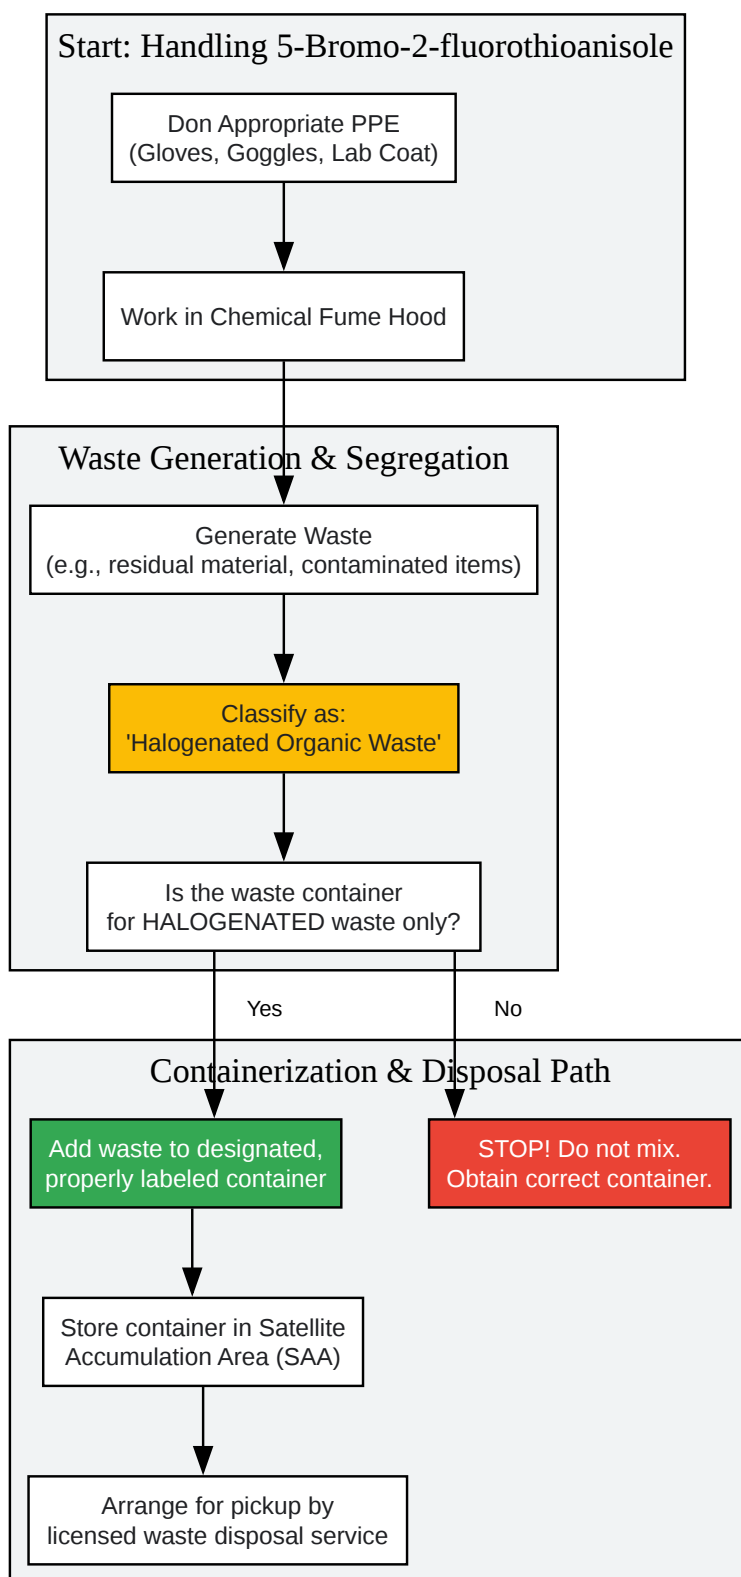 Start: Handling 5-Bromo-2-fluorothioanisole
Don Appropriate PPE
(Gloves, Goggles, Lab Coat)
Work in Chemical Fume Hood
Waste Generation & Segregation
Generate Waste
(e.g., residual material, contaminated items)
Classify as:
'Halogenated Organic Waste'
Is the waste container
for HALOGENATED waste only?
Yes
No
Containerization & Disposal Path
Add waste to designated,
properly labeled container
STOP! Do not mix.
Obtain correct container.
Store container in Satellite
Accumulation Area (SAA)
Arrange for pickup by
licensed waste disposal service